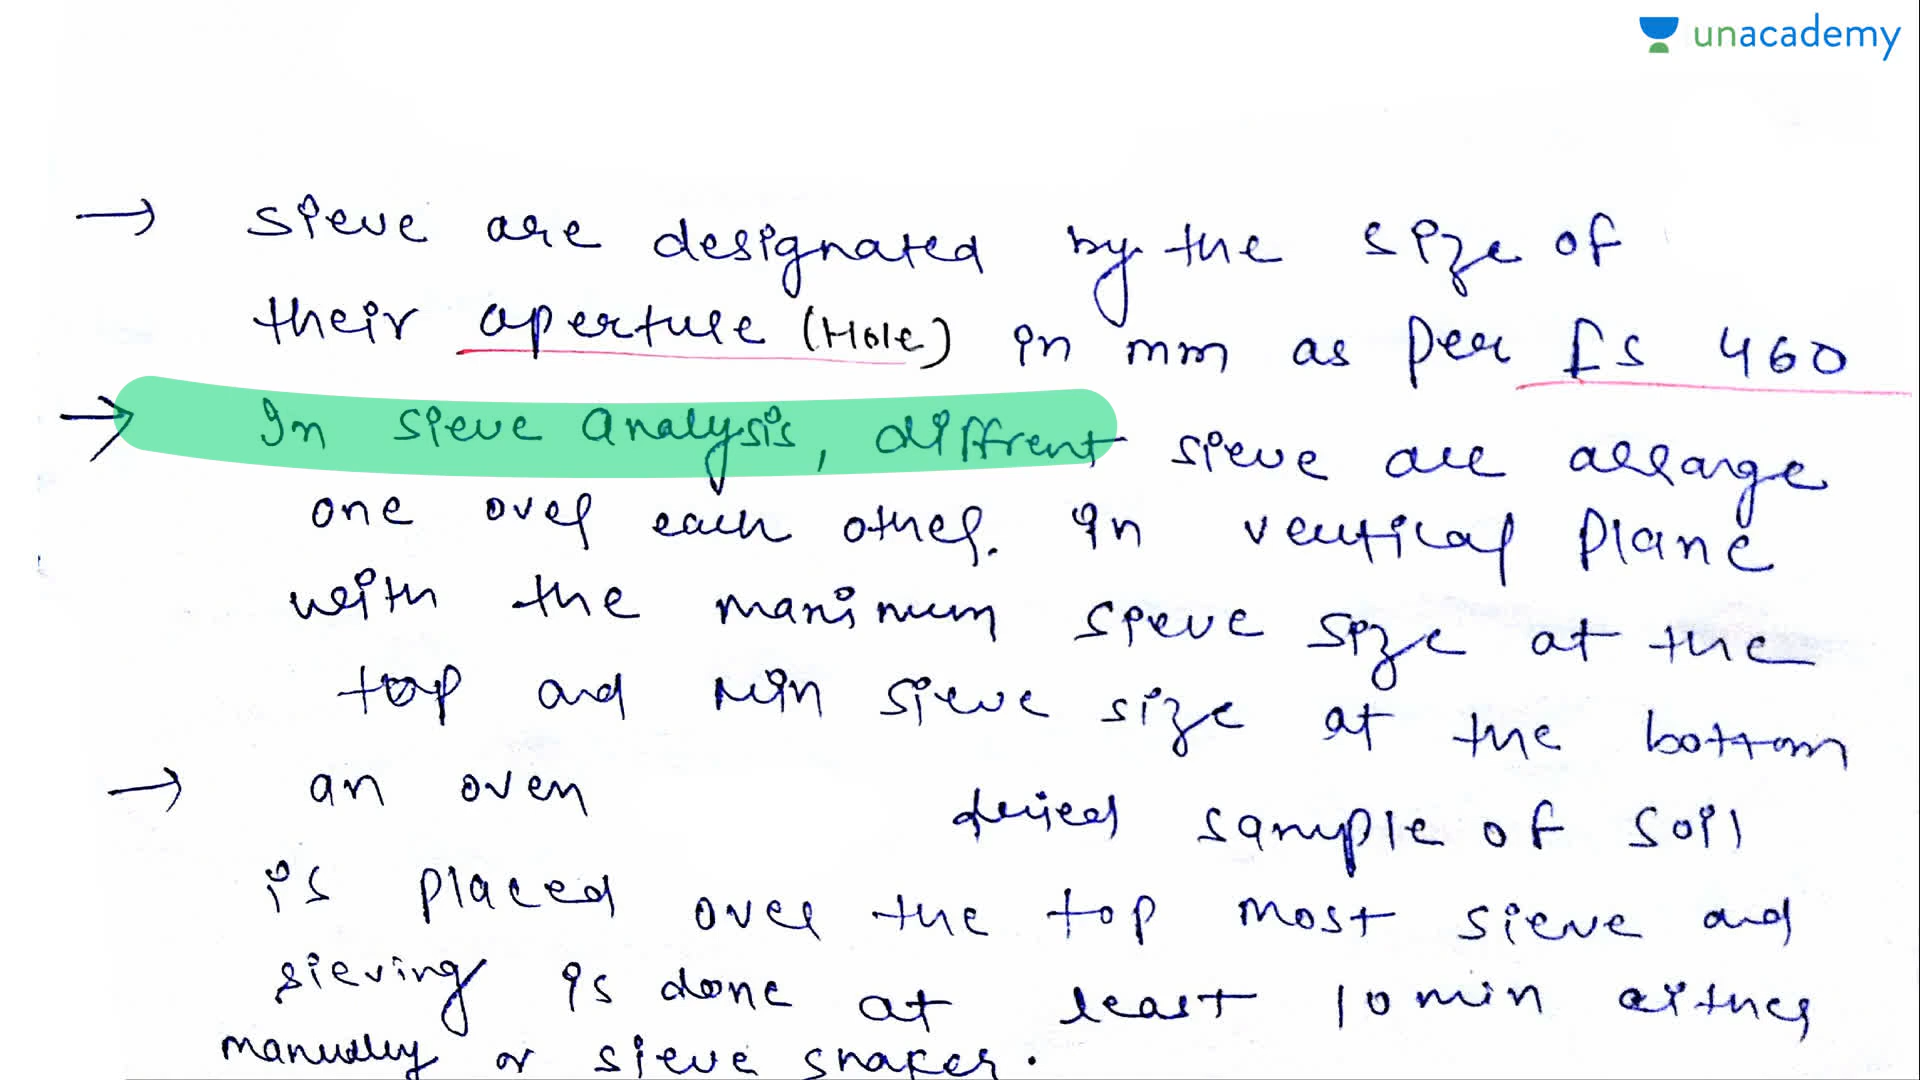 unacademy
→ sieve are designated by the size of
their aperture (Hole) in mm as per IS 460
→ In sieve analysis, diffrent sieve are arrange
one over each other. In vertical plane
with the maximum sieve size at the
top and min sieve size at the bottom
→ an oven dried sample of soil
is placed over the top most sieve and
sieving is done at least 10 min either
manually or sieve shaker.